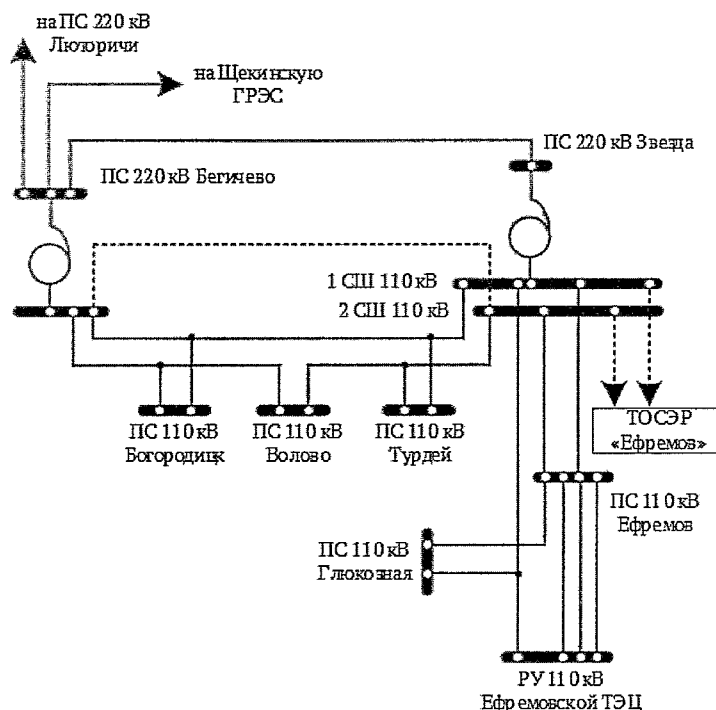 на ПС 220 кВ
Люторичи
на Щекинскую
ГРЭС
ПС 220 кВ Звезда
ПС 220 кВ Бегичево
1 СШ 110 кВ
2 СШ 110 кВ
ПС 110 кВ
Богородицк
ПС 110 кВ
Волово
ПС 110 кВ
Турдей
ТОСЭР
«Ефремов»
ПС 110 кВ
Ефремов
ПС 110 кВ
Глюкозная
РУ 110 кВ
Ефремовской ТЭЦ